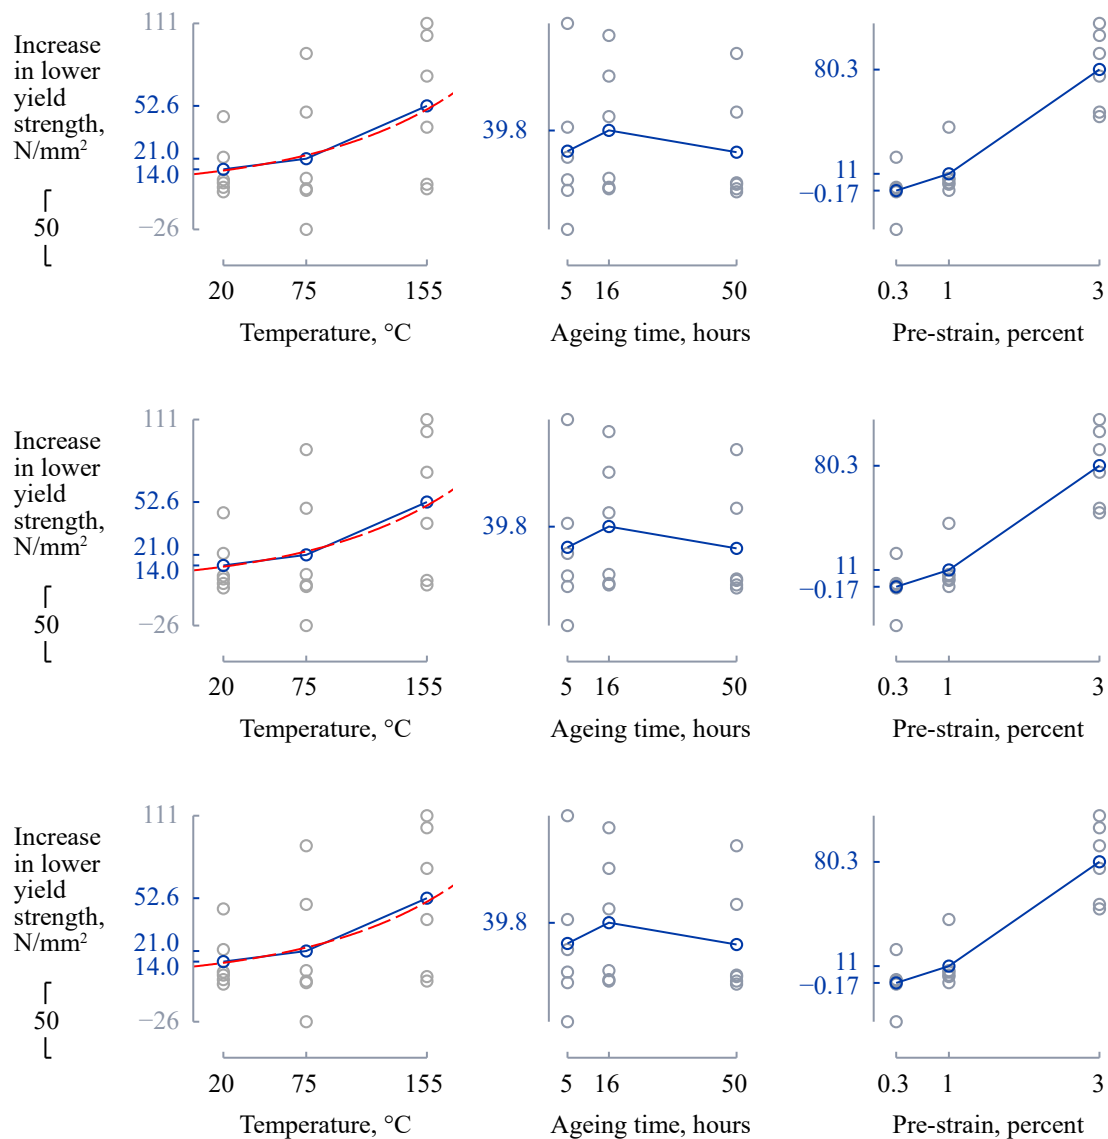 111
Increase
in lower
yield
strength,
N/mm²
52.6
21.0
14.0
50
−26
39.8
80.3
11
−0.17
20 75 155
5 16 50
0.3 1 3
Temperature, °C
Ageing time, hours
Pre-strain, percent
111
Increase
in lower
yield
strength,
N/mm²
52.6
21.0
14.0
50
−26
39.8
80.3
11
−0.17
20 75 155
5 16 50
0.3 1 3
Temperature, °C
Ageing time, hours
Pre-strain, percent
111
Increase
in lower
yield
strength,
N/mm²
52.6
21.0
14.0
50
−26
39.8
80.3
11
−0.17
20 75 155
5 16 50
0.3 1 3
Temperature, °C
Ageing time, hours
Pre-strain, percent